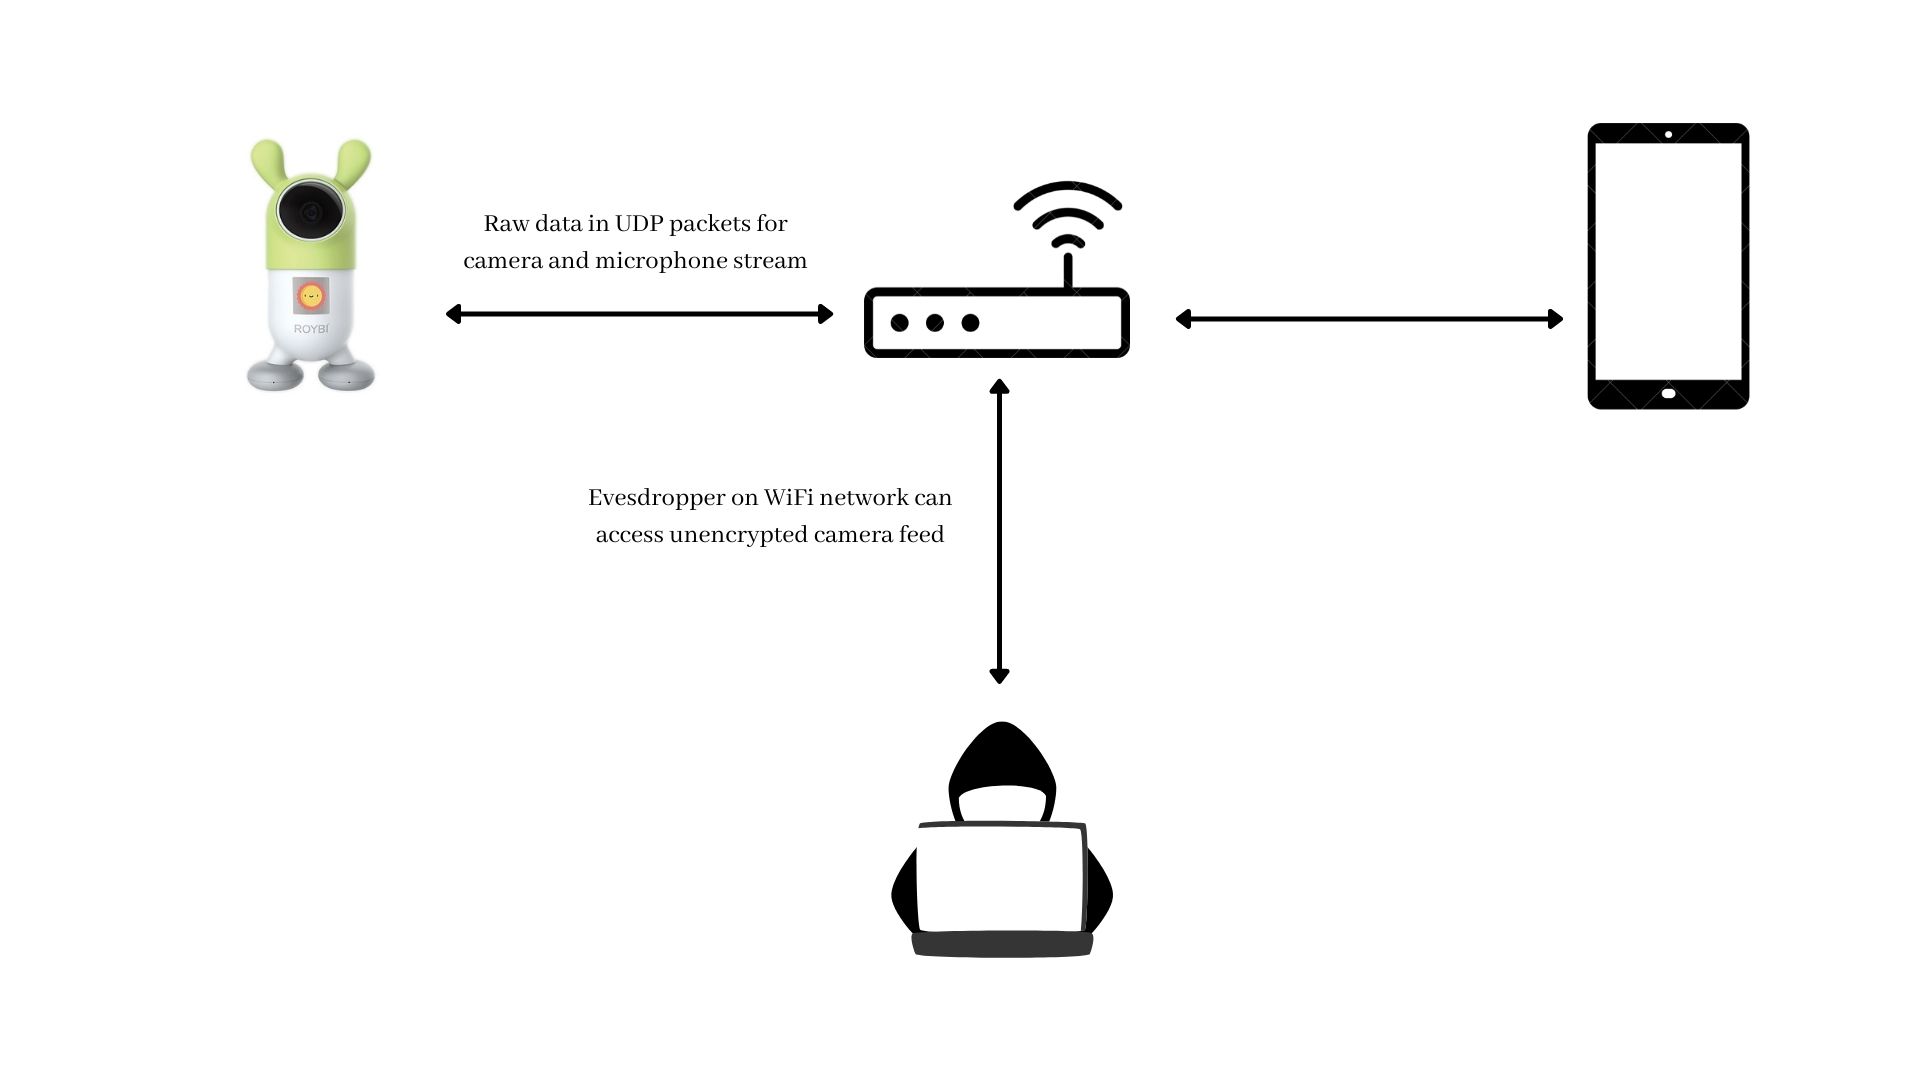 Raw data in UDP packets for
camera and microphone stream
ROYBI
Evesdropper on WiFi network can
access unencrypted camera feed